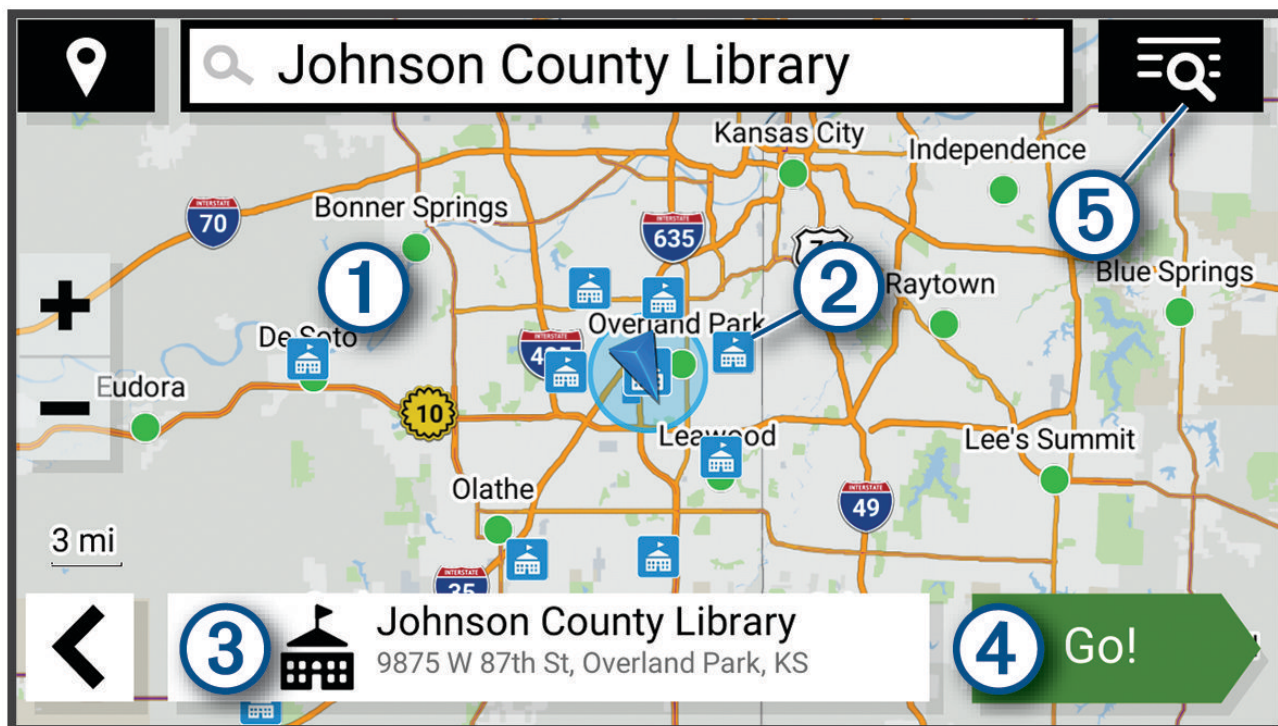 Johnson County Library
Kansas City
Independence
5
INTERSTATE
70
Bonner Springs
INTERSTATE
635
1
2
Raytown
Blue Springs
Overland Park
INTERSTATE
De Soto
Eudora
10
Leawood
Lee's Summit
Olathe
INTERSTATE
49
3 mi
INTERSTATE
35
3
Johnson County Library
9875 W 87th St, Overland Park, KS
4
Go!